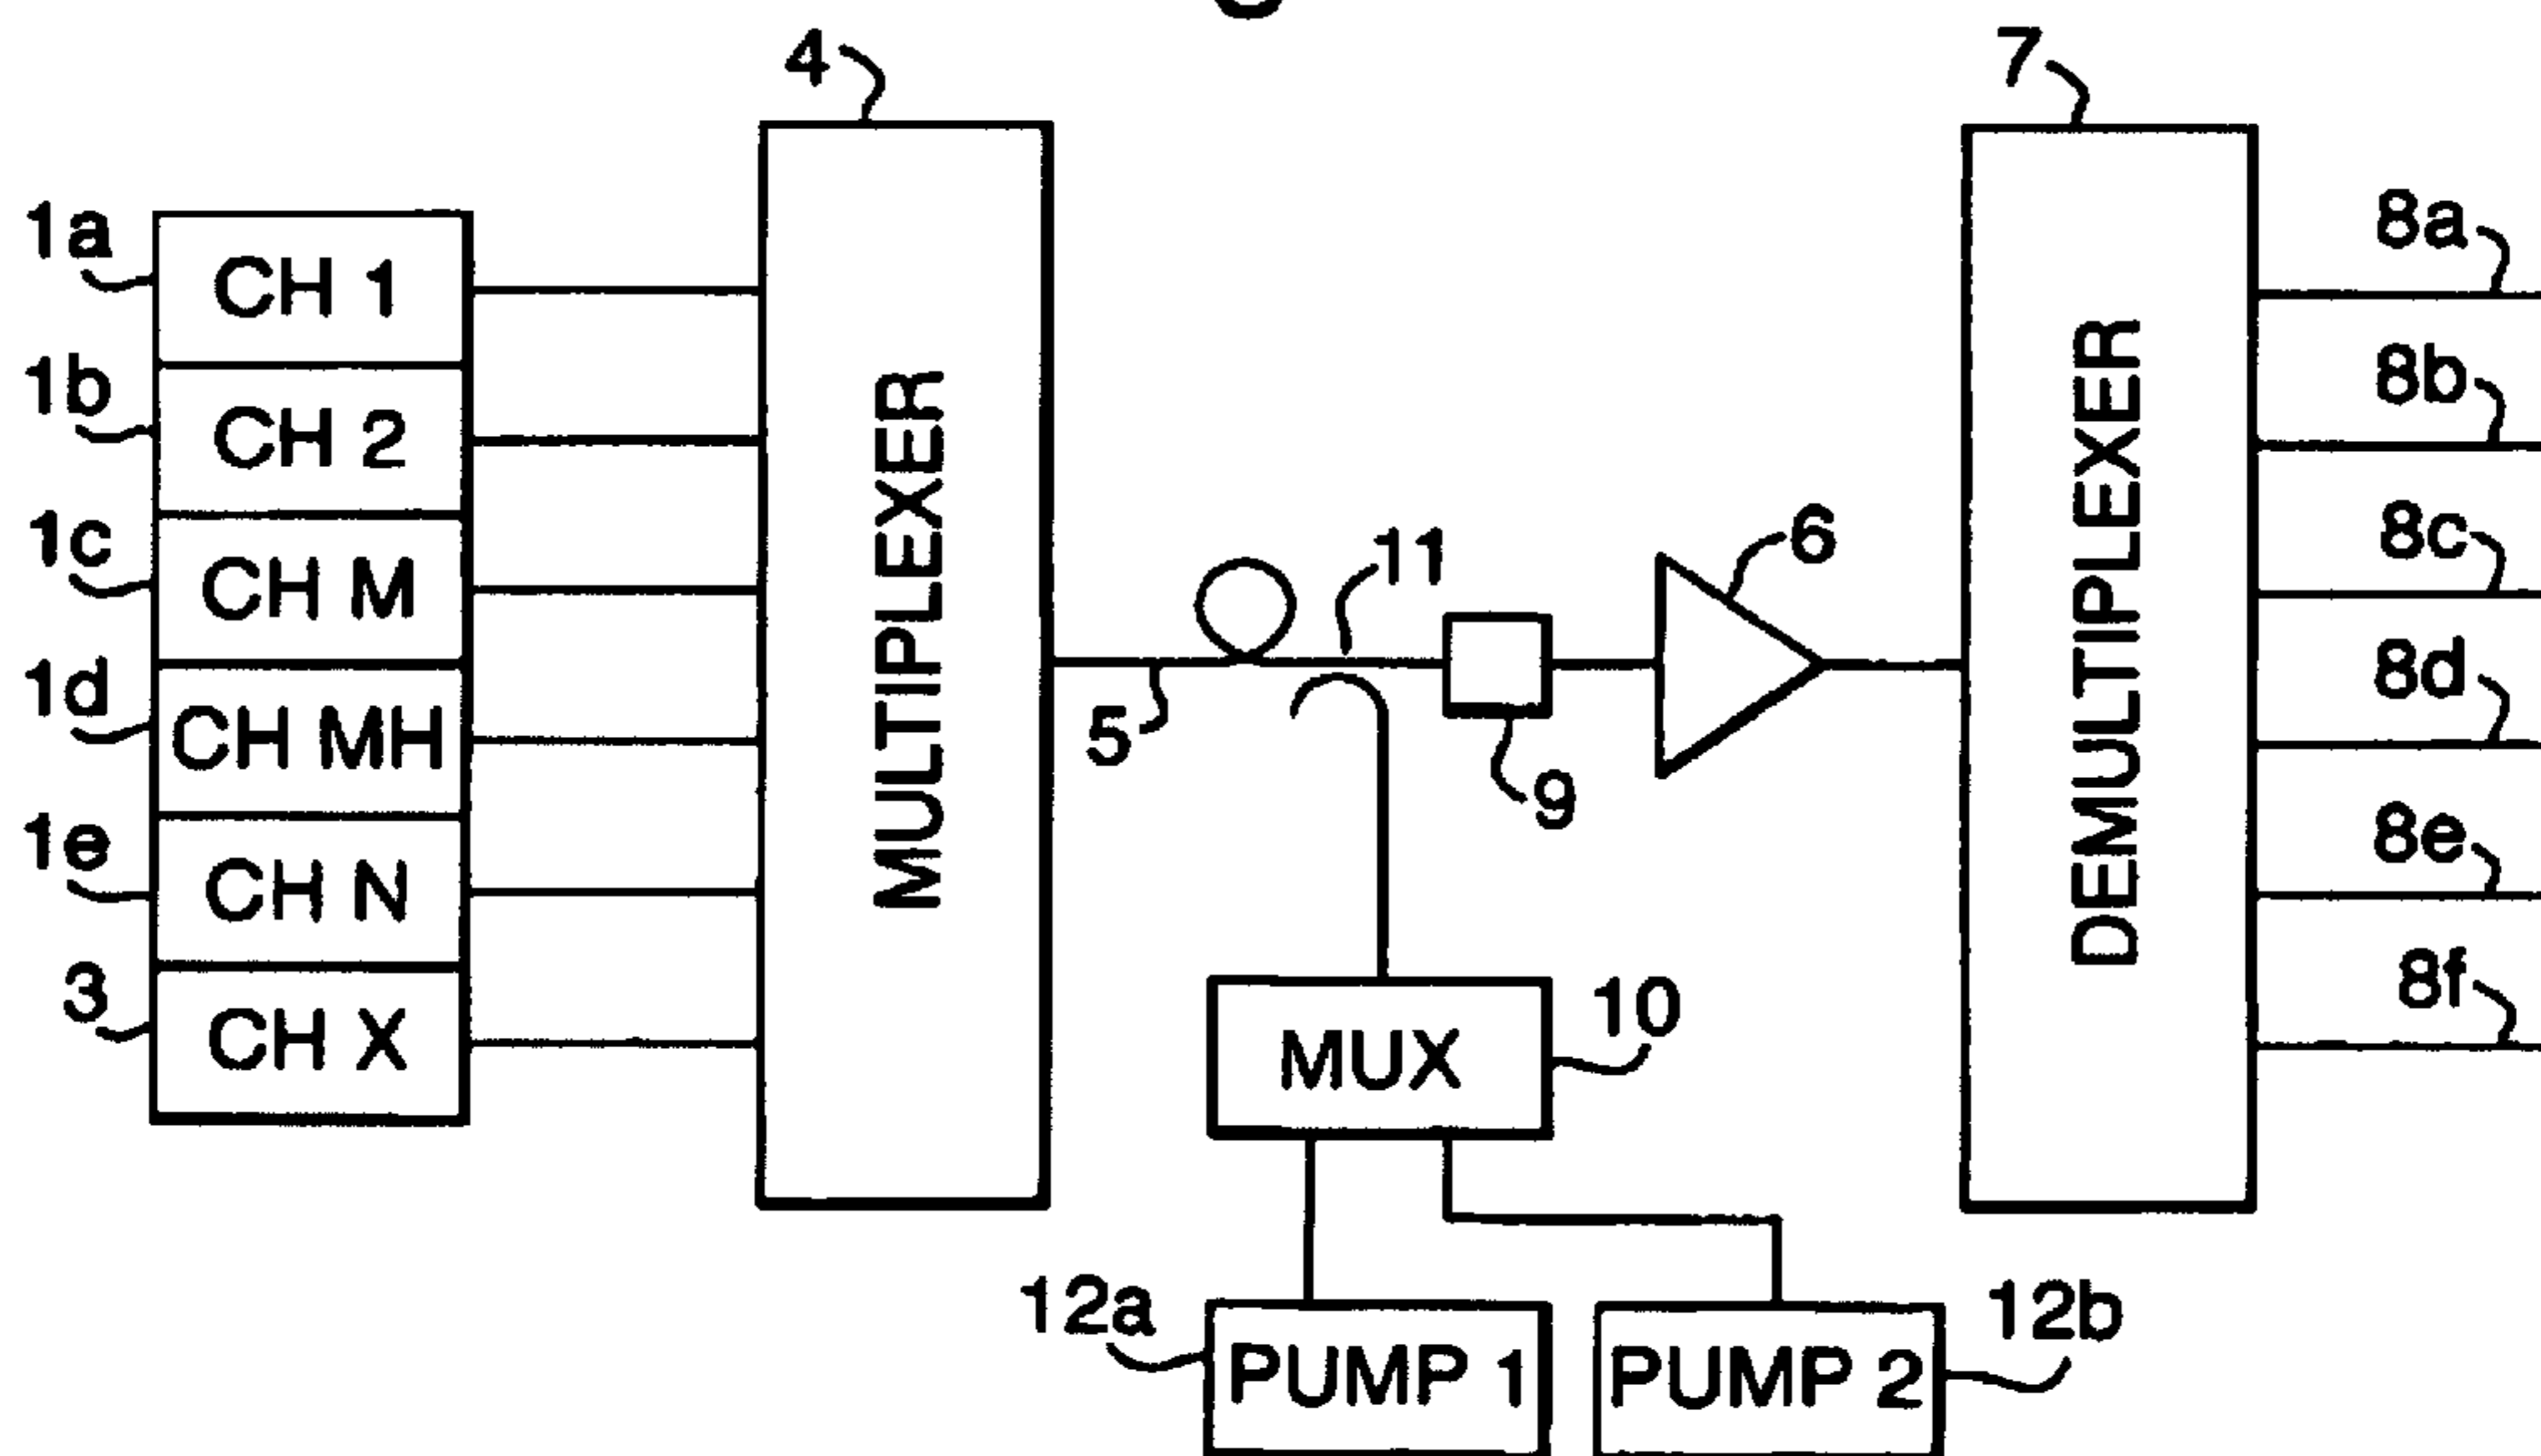 4
7
1a
CH 1
8a
1b
CH 2
8b
1c
CH M
8c
11
6
1d
CH MH
8d
5
9
1e
CH N
8e
3
CH X
8f
MULTIPLEXER
DEMULTIPLEXER
MUX
10
12a
PUMP 1
PUMP 2
12b